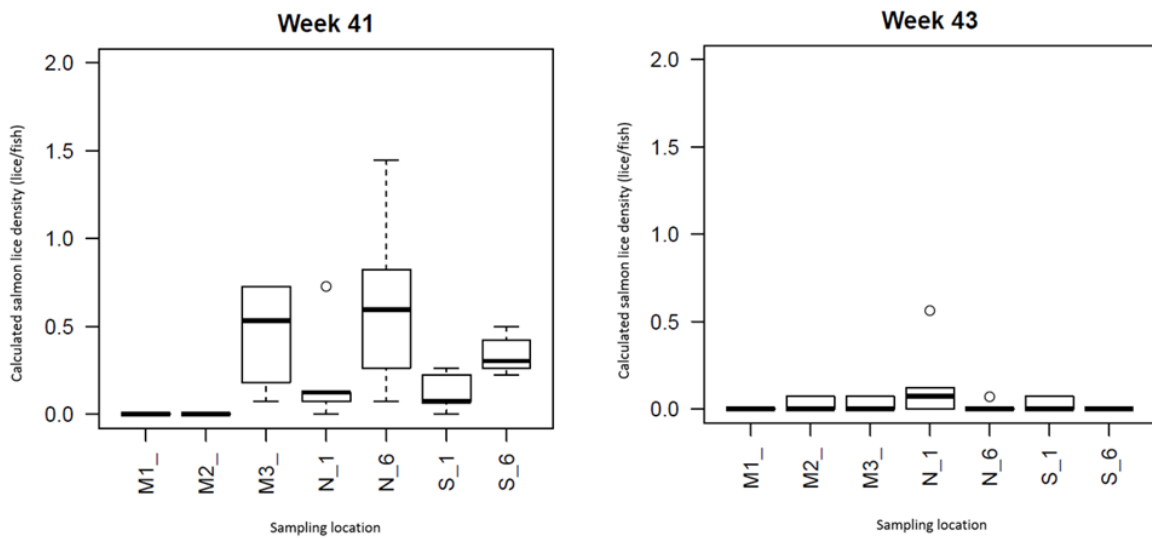 Week 41
Calculated salmon lice density (lice/fish)
2.0
1.5
1.0
0.5
0.0
M1_
M2_
M3_
N_1
N_6
S_1
S_6
Sampling location
Week 43
Calculated salmon lice density (lice/fish)
2.0
1.5
1.0
0.5
0.0
M1_
M2_
M3_
N_1
N_6
S_1
S_6
Sampling location